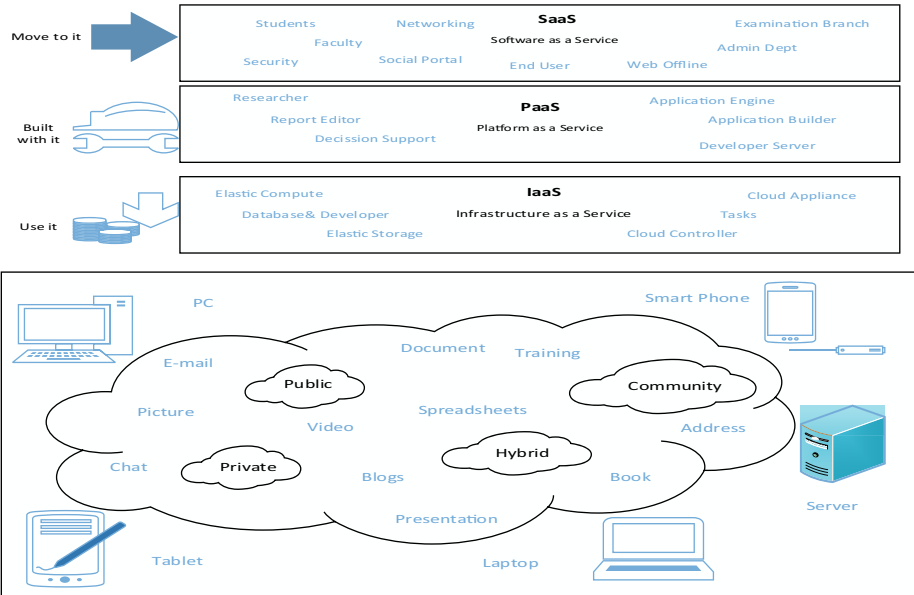 Move to it
SaaS
Software as a Service
Students
Networking
Examination Branch
Faculty
Admin Dept
Security
Social Portal
End User
Web Offline
Built
with it
PaaS
Platform as a Service
Researcher
Application Engine
Report Editor
Application Builder
Decission Support
Developer Server
Use it
IaaS
Infrastructure as a Service
Elastic Compute
Cloud Appliance
Database& Developer
Tasks
Elastic Storage
Cloud Controller
PC
Smart Phone
Document
Training
E-mail
Public
Community
Picture
Spreadsheets
Video
Address
Chat
Private
Hybrid
Blogs
Book
Server
Presentation
Tablet
Laptop